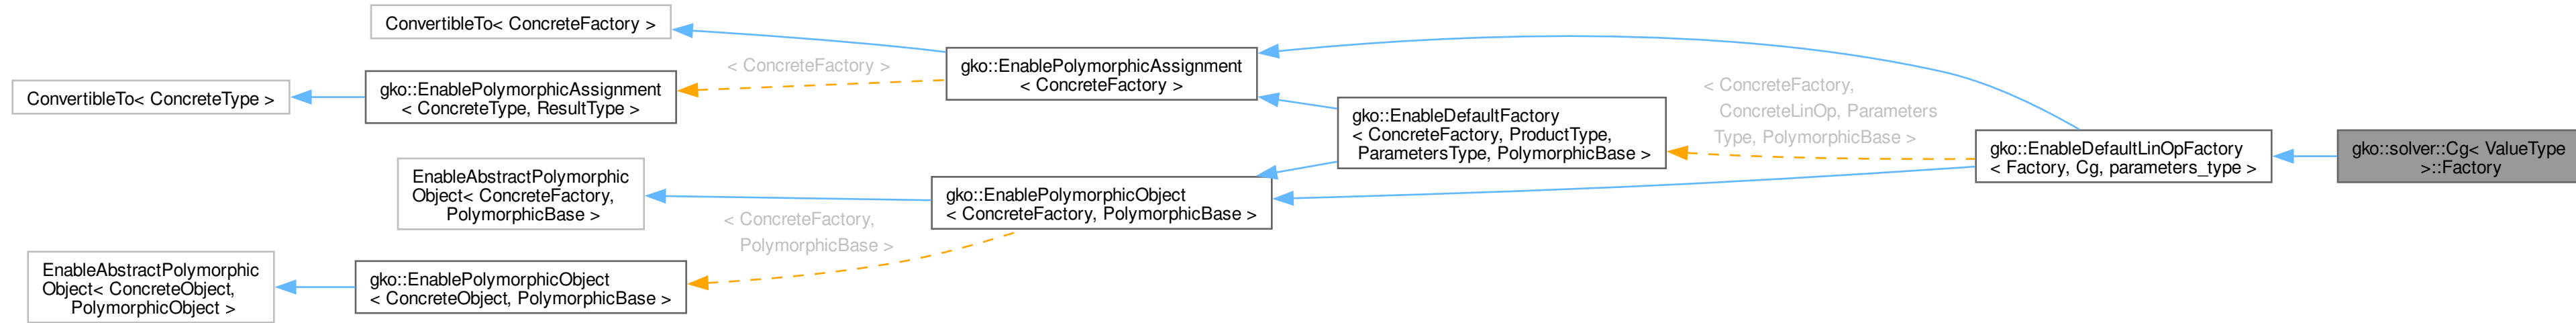 ConvertibleTo< ConcreteFactory >
ConvertibleTo< ConcreteType >
gko::EnablePolymorphicAssignment
< ConcreteType, ResultType >
< ConcreteFactory >
gko::EnablePolymorphicAssignment
< ConcreteFactory >
EnableAbstractPolymorphic
Object< ConcreteFactory,
PolymorphicBase >
EnableAbstractPolymorphic
Object< ConcreteObject,
PolymorphicObject >
gko::EnablePolymorphicObject
< ConcreteObject, PolymorphicBase >
< ConcreteFactory,
PolymorphicBase >
gko::EnablePolymorphicObject
< ConcreteFactory, PolymorphicBase >
gko::EnableDefaultFactory
< ConcreteFactory, ProductType,
ParametersType, PolymorphicBase >
< ConcreteFactory,
ConcreteLinOp, Parameters
Type, PolymorphicBase >
gko::EnableDefaultLinOpFactory
< Factory, Cg, parameters_type >
gko::solver::Cg< ValueType
>::Factory